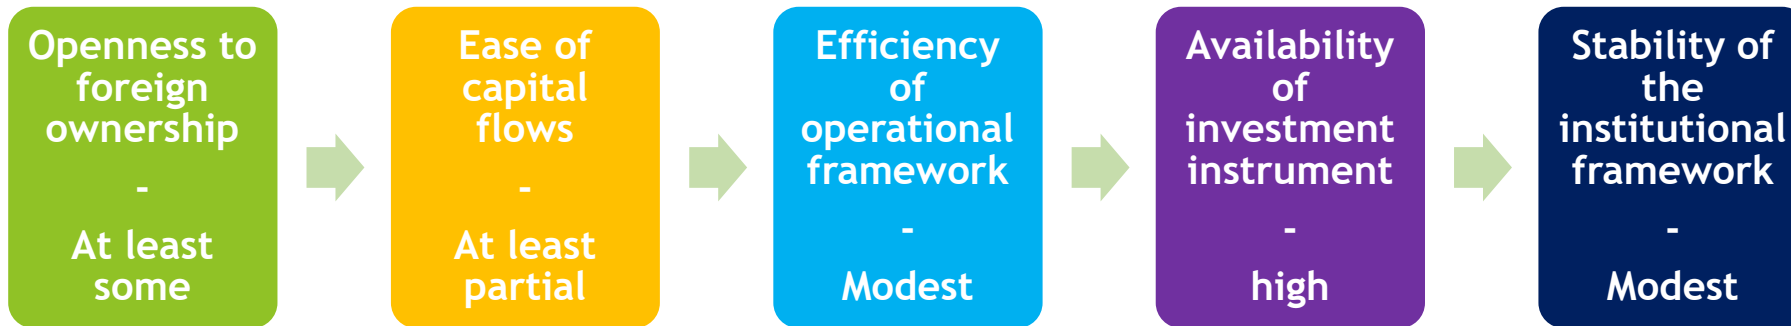 Openness to
foreign
ownership
-
At least
some
Ease of
capital
flows
-
At least
partial
Efficiency
of
operational
framework
-
Modest
Availability
of
investment
instrument
-
high
Stability of
the
institutional
framework
-
Modest